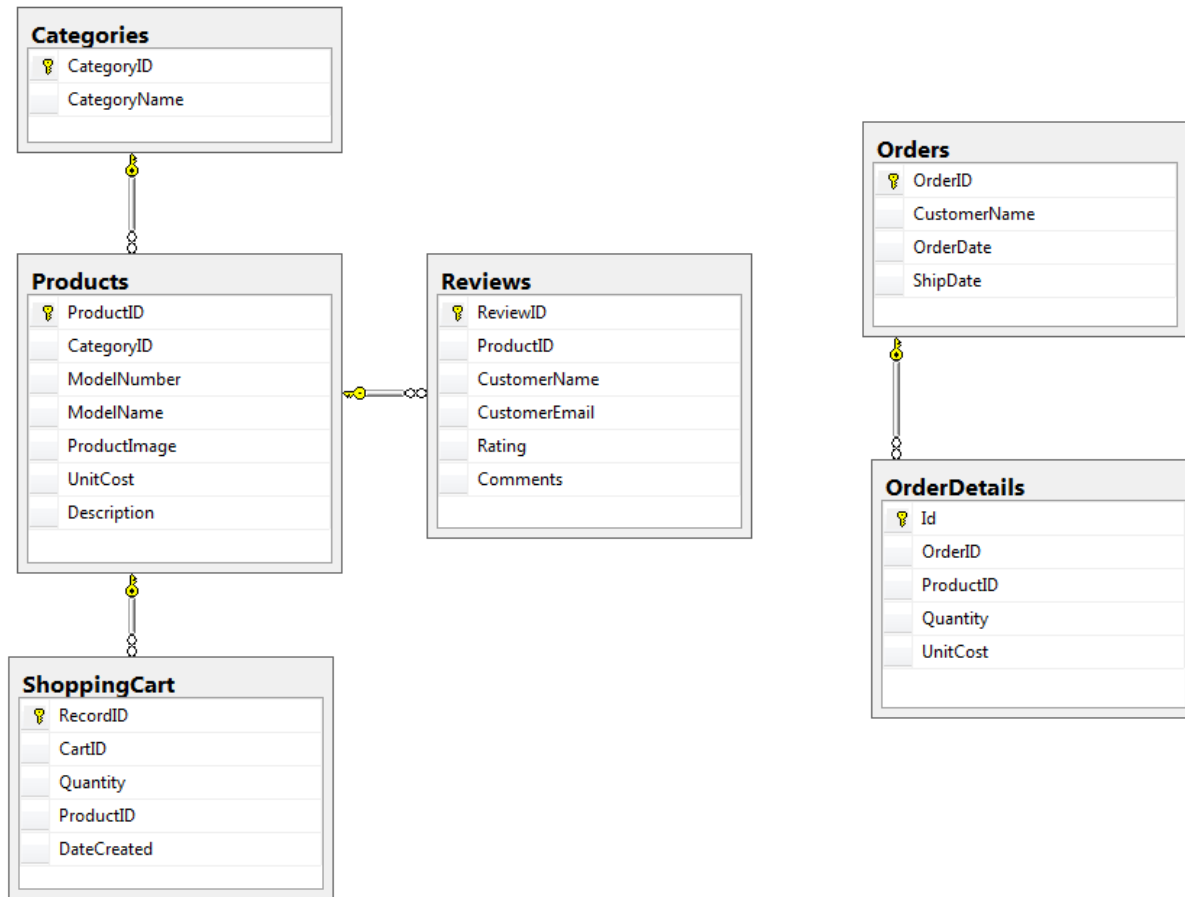 Categories
CategoryID
CategoryName
Products
ProductID
CategoryID
ModelNumber
ModelName
ProductImage
UnitCost
Description
Reviews
ReviewID
ProductID
CustomerName
CustomerEmail
Rating
Comments
ShoppingCart
RecordID
CartID
Quantity
ProductID
DateCreated
Orders
OrderID
CustomerName
OrderDate
ShipDate
OrderDetails
Id
OrderID
ProductID
Quantity
UnitCost